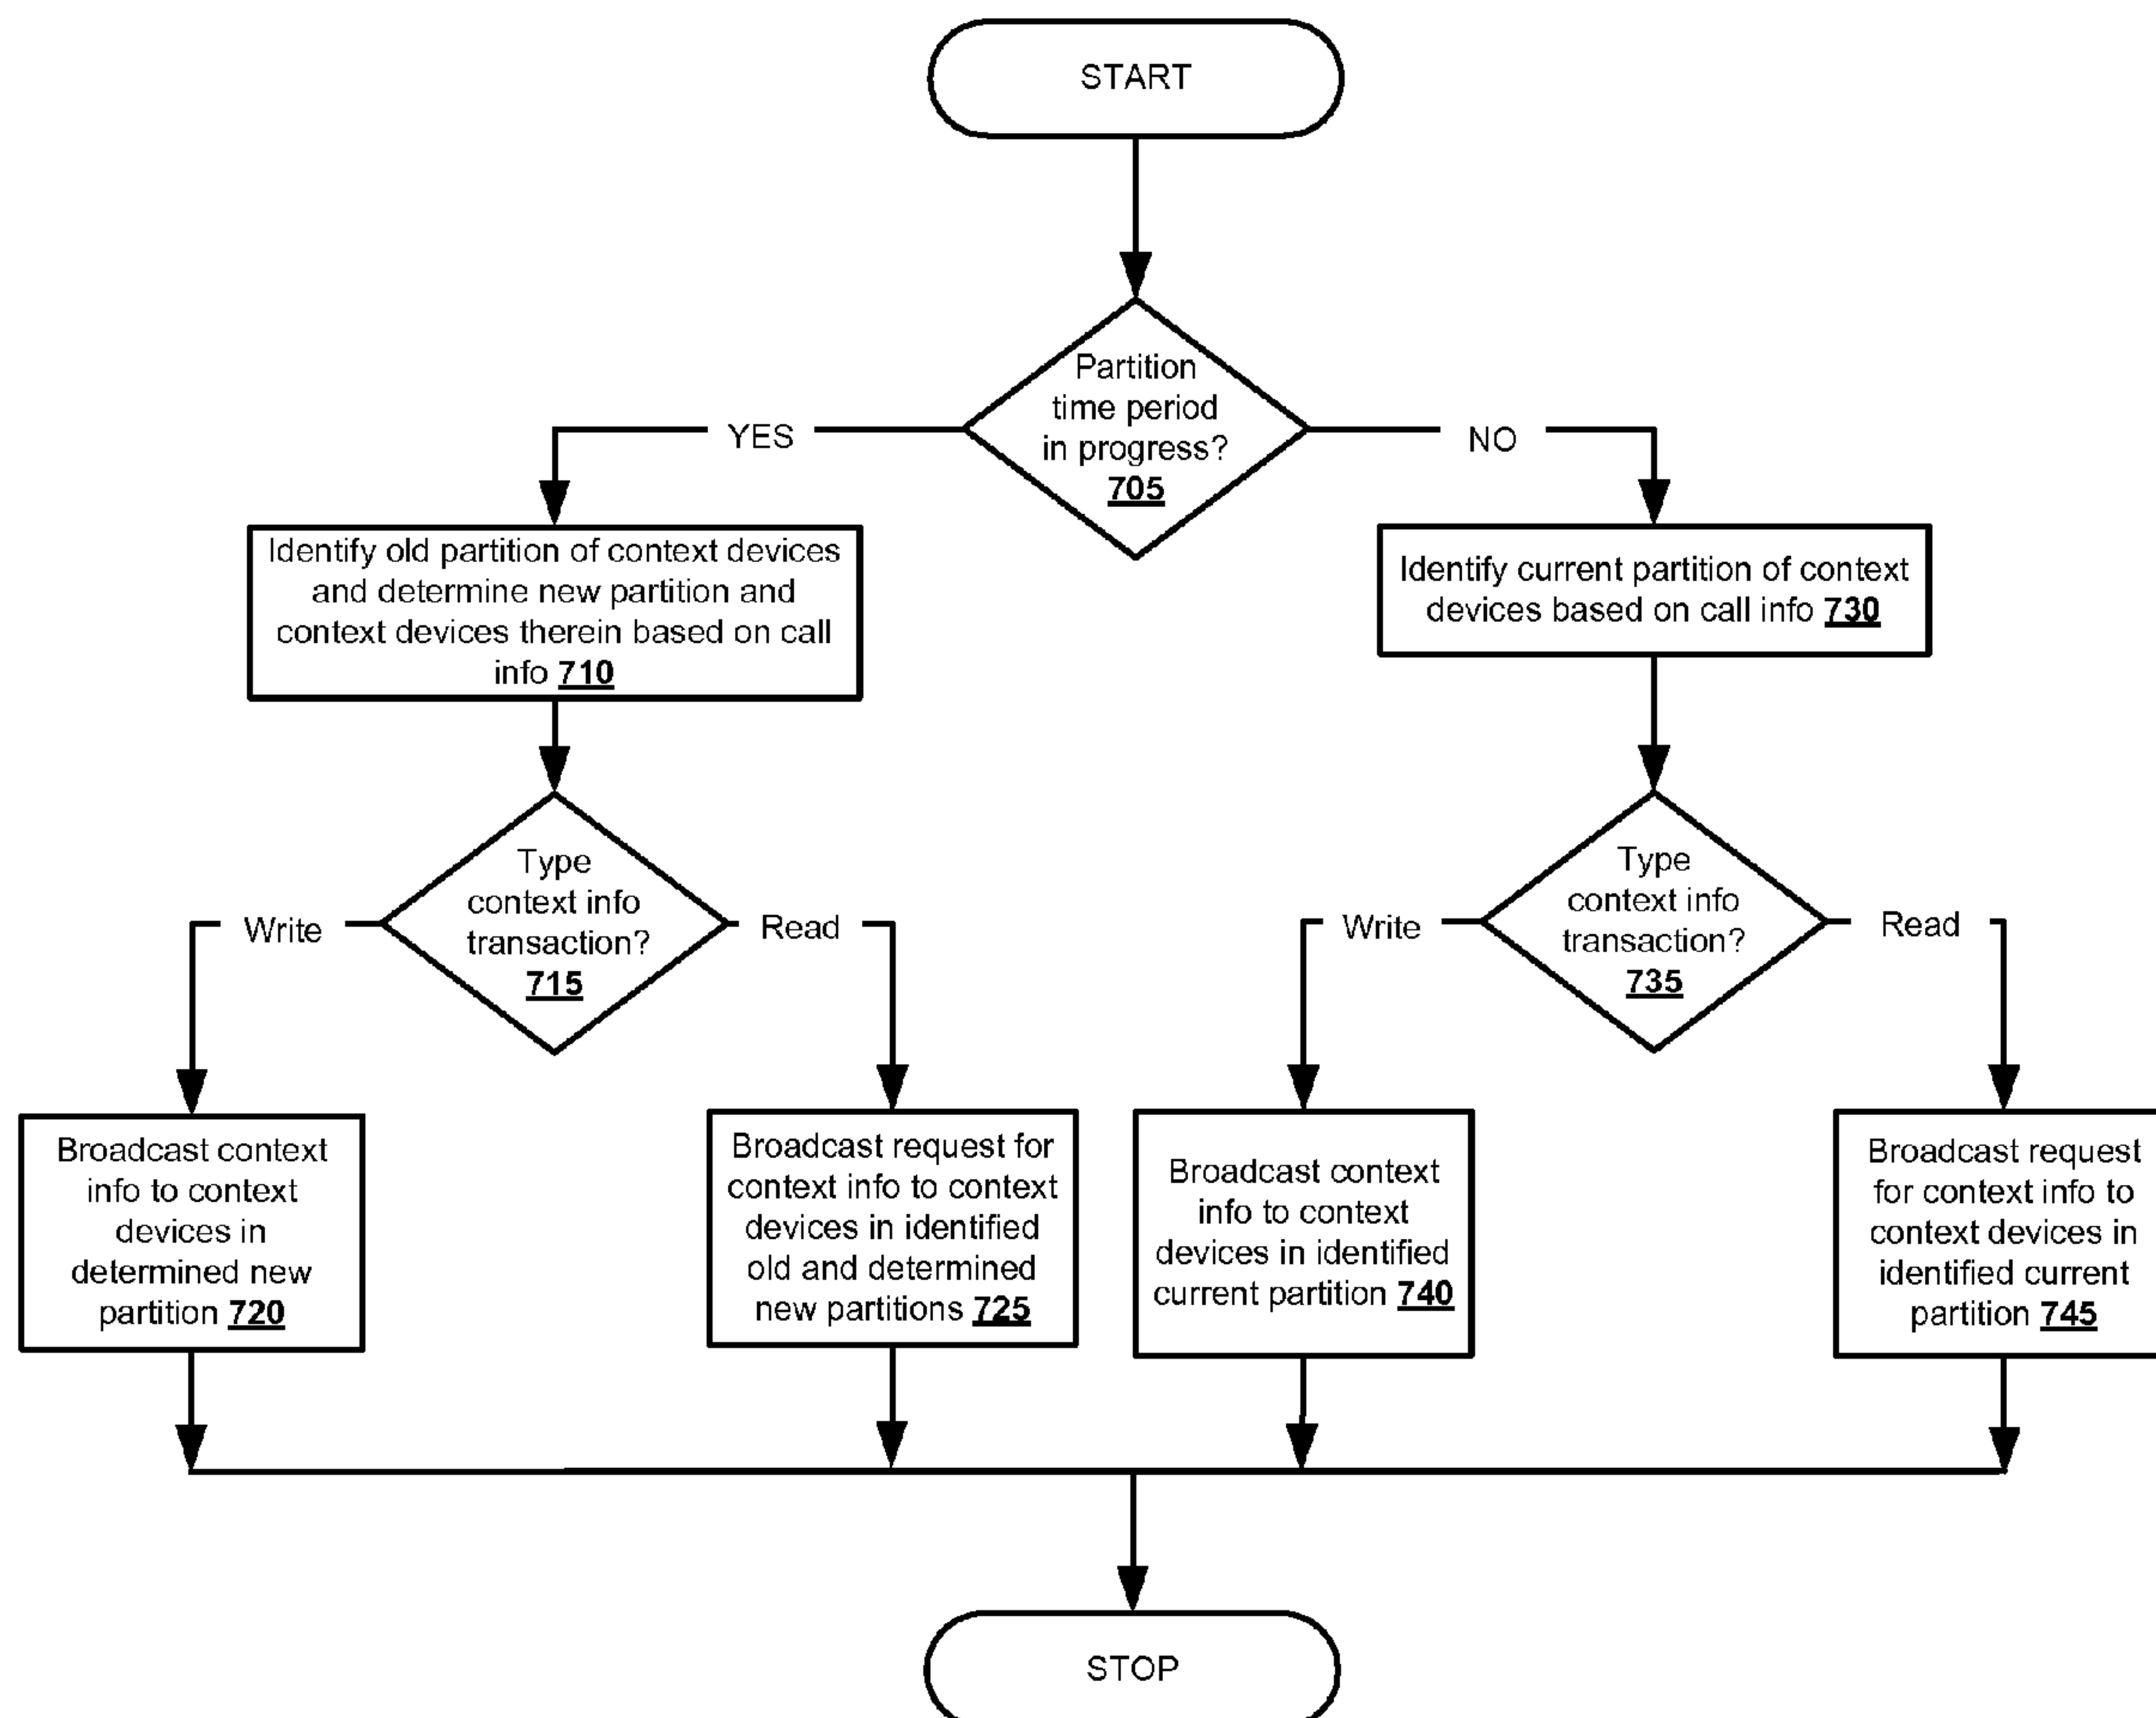 START
Partition
time period
in progress?
705
YES
NO
Identify old partition of context devices
and determine new partition and
context devices therein based on call
info 710
Identify current partition of context
devices based on call info 730
Type
context info
transaction?
715
Write
Read
Type
context info
transaction?
735
Write
Read
Broadcast context
info to context
devices in
determined new
partition 720
Broadcast request for
context info to context
devices in identified
old and determined
new partitions 725
Broadcast context
info to context
devices in identified
current partition 740
Broadcast request
for context info to
context devices in
identified current
partition 745
STOP